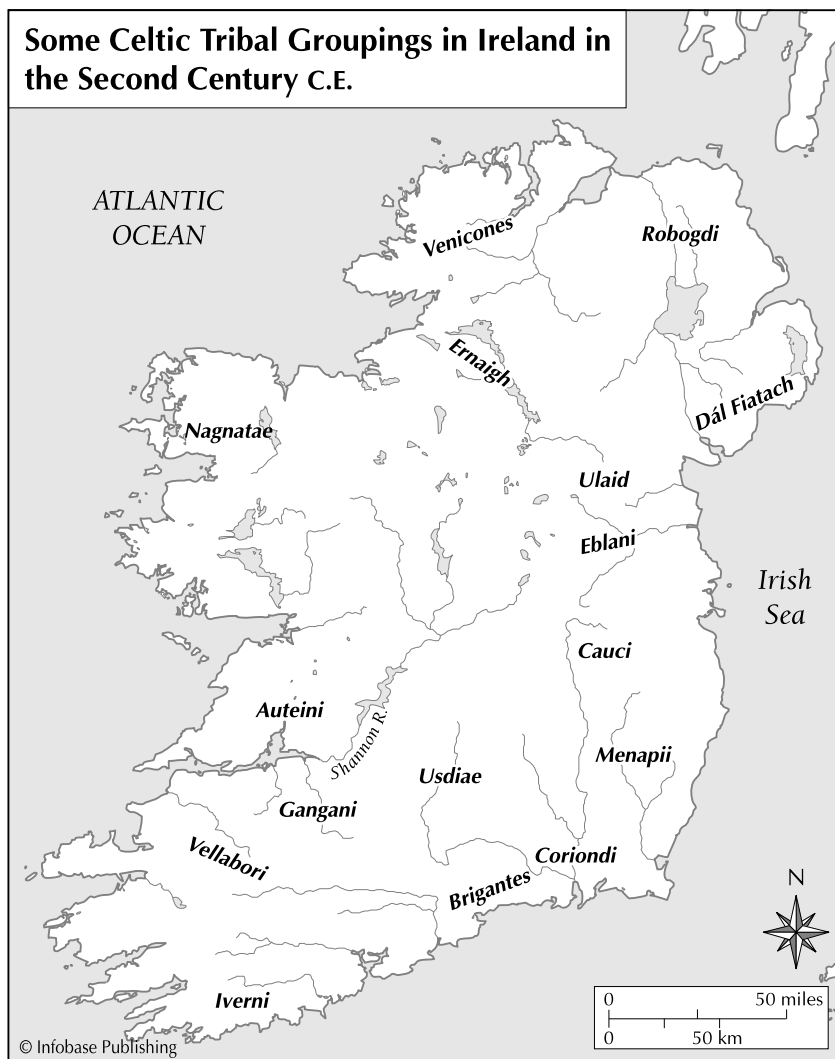 Some Celtic Tribal Groupings in Ireland in
the Second Century C.E.
ATLANTIC
OCEAN
Venicones
Robogdi
Ernaigh
Dál Fiatach
Nagnatae
Ulaid
Eblani
Irish
Sea
Cauci
Auteini
Shannon R.
Menapii
Usdiae
Gangani
Vellabori
Coriondi
Brigantes
N
Iverni
0 50 miles
0 50 km
© Infobase Publishing